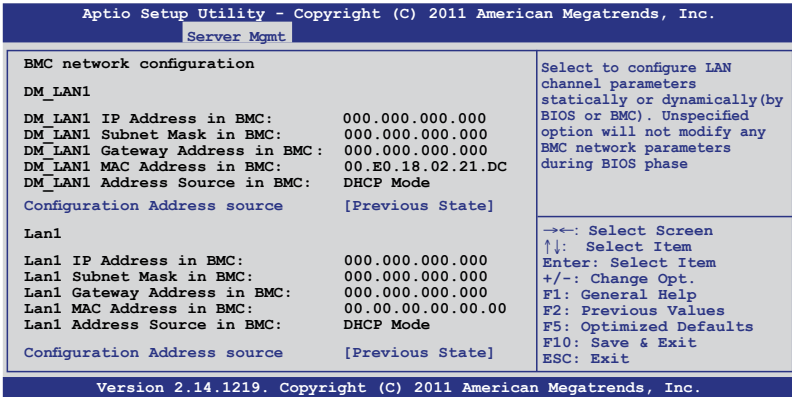 Aptio Setup Utility - Copyright (C) 2011 American Megatrends, Inc.
Server Mgmt
BMC network configuration
DM_LAN1
DM_LAN1 IP Address in BMC: 000.000.000.000
DM_LAN1 Subnet Mask in BMC: 000.000.000.000
DM_LAN1 Gateway Address in BMC: 000.000.000.000
DM_LAN1 MAC Address in BMC: 00.E0.18.02.21.DC
DM_LAN1 Address Source in BMC: DHCP Mode
Configuration Address source [Previous State]
Lan1
Lan1 IP Address in BMC: 000.000.000.000
Lan1 Subnet Mask in BMC: 000.000.000.000
Lan1 Gateway Address in BMC: 000.000.000.000
Lan1 MAC Address in BMC: 00.00.00.00.00.00
Lan1 Address Source in BMC: DHCP Mode
Configuration Address source [Previous State]
Select to configure LAN
channel parameters
statically or dynamically(by
BIOS or BMC). Unspecified
option will not modify any
BMC network parameters
during BIOS phase
→←: Select Screen
↑↓: Select Item
Enter: Select Item
+/-: Change Opt.
F1: General Help
F2: Previous Values
F5: Optimized Defaults
F10: Save & Exit
ESC: Exit
Version 2.14.1219. Copyright (C) 2011 American Megatrends, Inc.